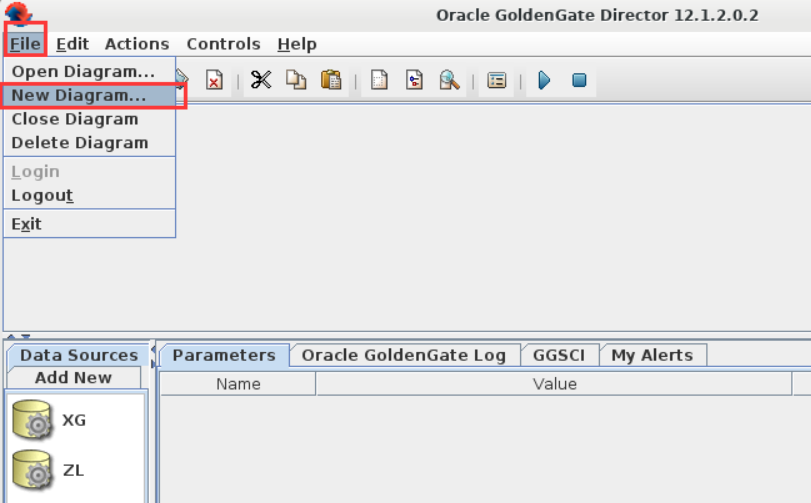 Oracle GoldenGate Director 12.1.2.0.2
File Edit Actions Controls Help
Open Diagram...
New Diagram...
Close Diagram
Delete Diagram
Login
Logout
Exit
Data Sources
Add New
XG
ZL
Parameters Oracle GoldenGate Log GGSCI My Alerts
Name Value